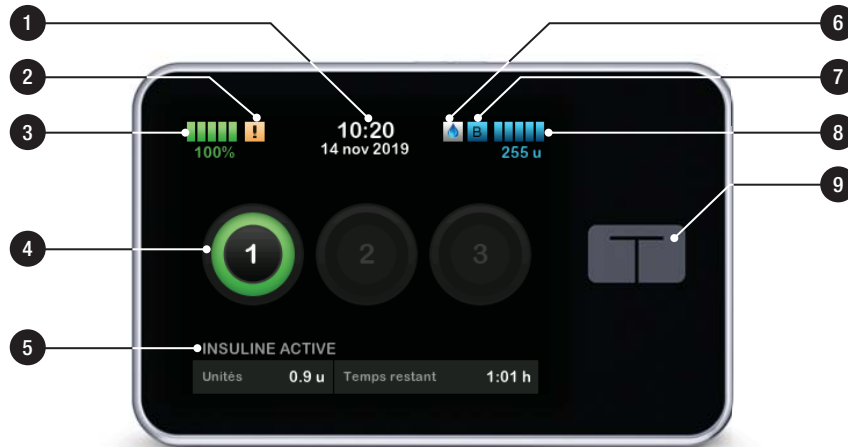 1
6
2
7
3
8
! 10:20 B
100% 14 nov 2019 255 u
9
4
1 2 3
5
INSULINE ACTIVE
Unités 0.9 u Temps restant 1:01 h